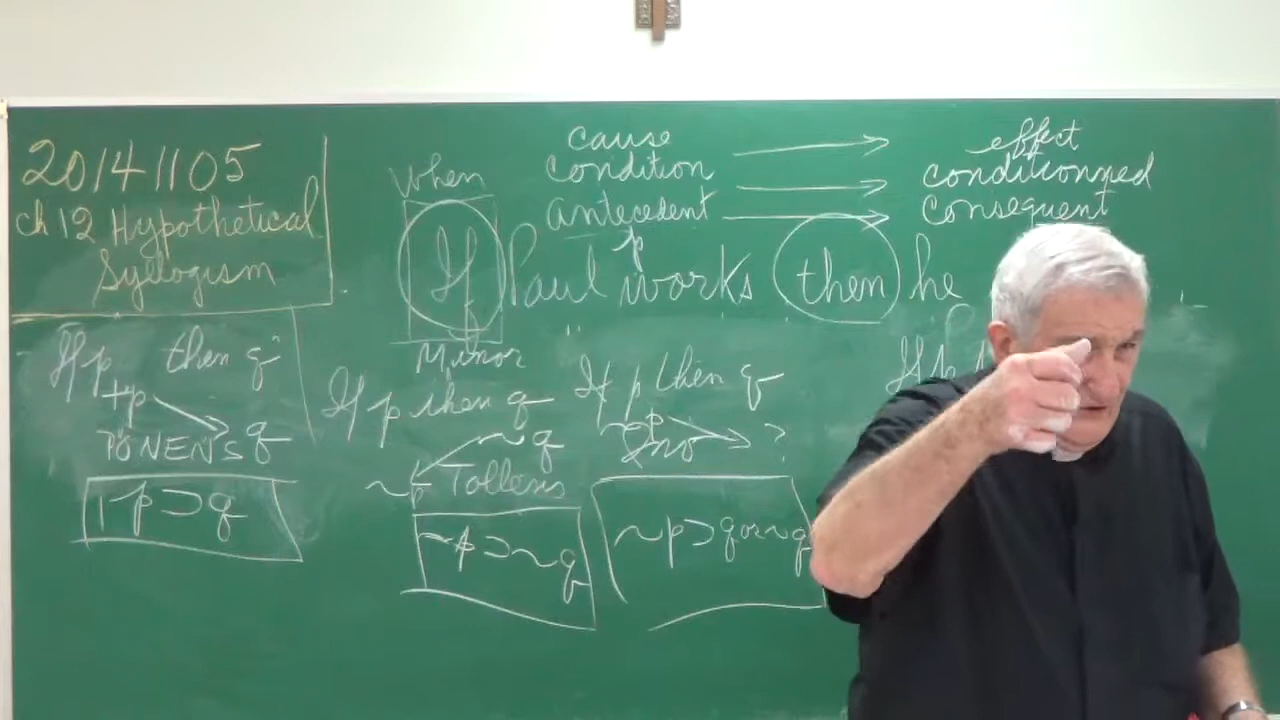 20141105
ch 12 Hypothetical
Syllogism
when
cause → effect
condition → conditionned
antecedent → consequent
p
If Paul works then he
Minor
If p then q
+p
PONENS q
p ⊃ q
If p then q
~q
~p Tollens
~p ⊃ ~q
If p then q
~p
?
~p ⊃ q or ~q
If p